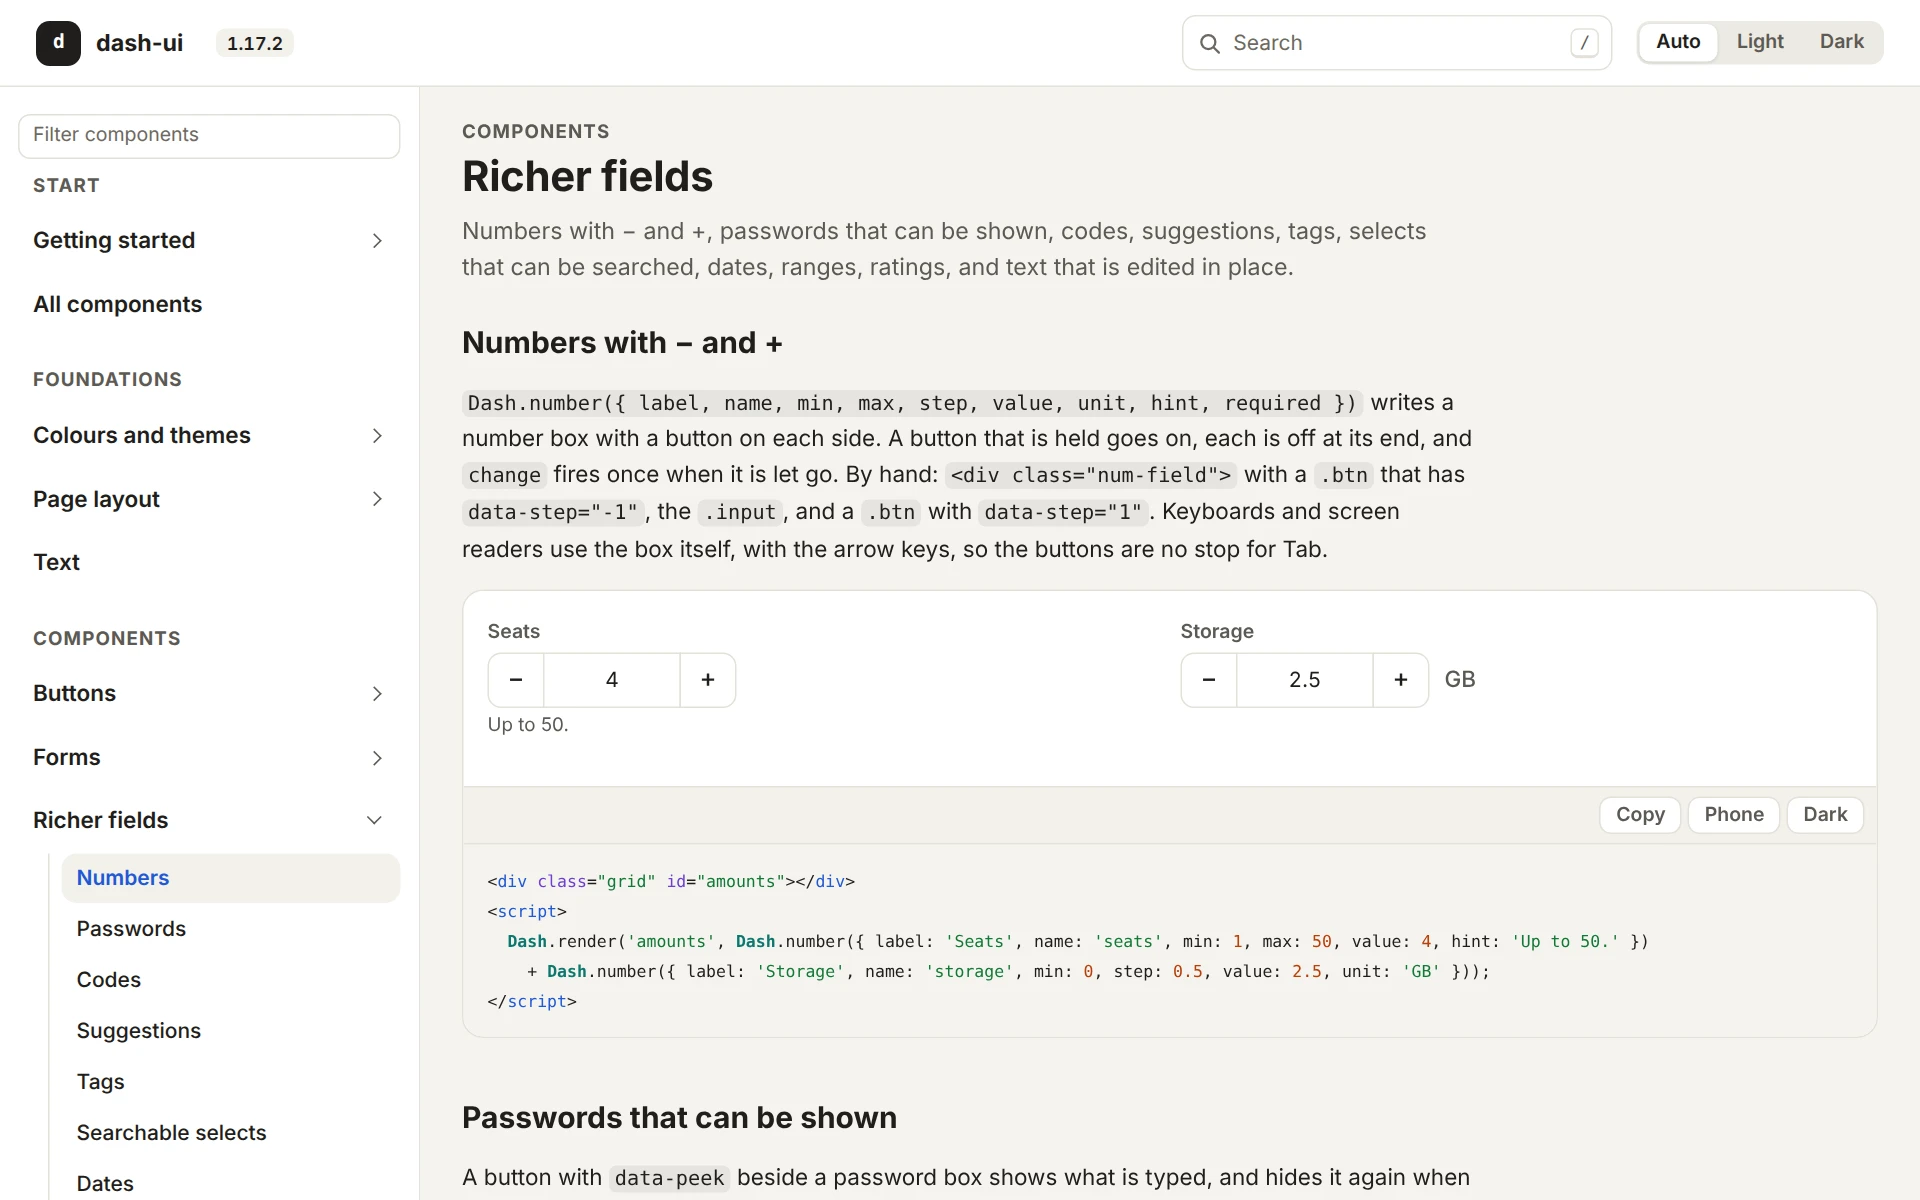 d
dash-ui
1.17.2
Search
/
Auto
Light
Dark
Filter components
START
Getting started
All components
FOUNDATIONS
Colours and themes
Page layout
Text
COMPONENTS
Buttons
Forms
Richer fields
Numbers
Passwords
Codes
Suggestions
Tags
Searchable selects
Dates
COMPONENTS
Richer fields
Numbers with − and +, passwords that can be shown, codes, suggestions, tags, selects
that can be searched, dates, ranges, ratings, and text that is edited in place.
Numbers with − and +
Dash.number({ label, name, min, max, step, value, unit, hint, required }) writes a
number box with a button on each side. A button that is held goes on, each is off at its end, and
change fires once when it is let go. By hand: <div class="num-field"> with a .btn that has
data-step="-1", the .input, and a .btn with data-step="1". Keyboards and screen
readers use the box itself, with the arrow keys, so the buttons are no stop for Tab.
Seats
− 4 +
Up to 50.
Storage
− 2.5 + GB
Copy
Phone
Dark
<div class="grid" id="amounts"></div>
<script>
  Dash.render('amounts', Dash.number({ label: 'Seats', name: 'seats', min: 1, max: 50, value: 4, hint: 'Up to 50.' })
    + Dash.number({ label: 'Storage', name: 'storage', min: 0, step: 0.5, value: 2.5, unit: 'GB' }));
</script>
Passwords that can be shown
A button with data-peek beside a password box shows what is typed, and hides it again when